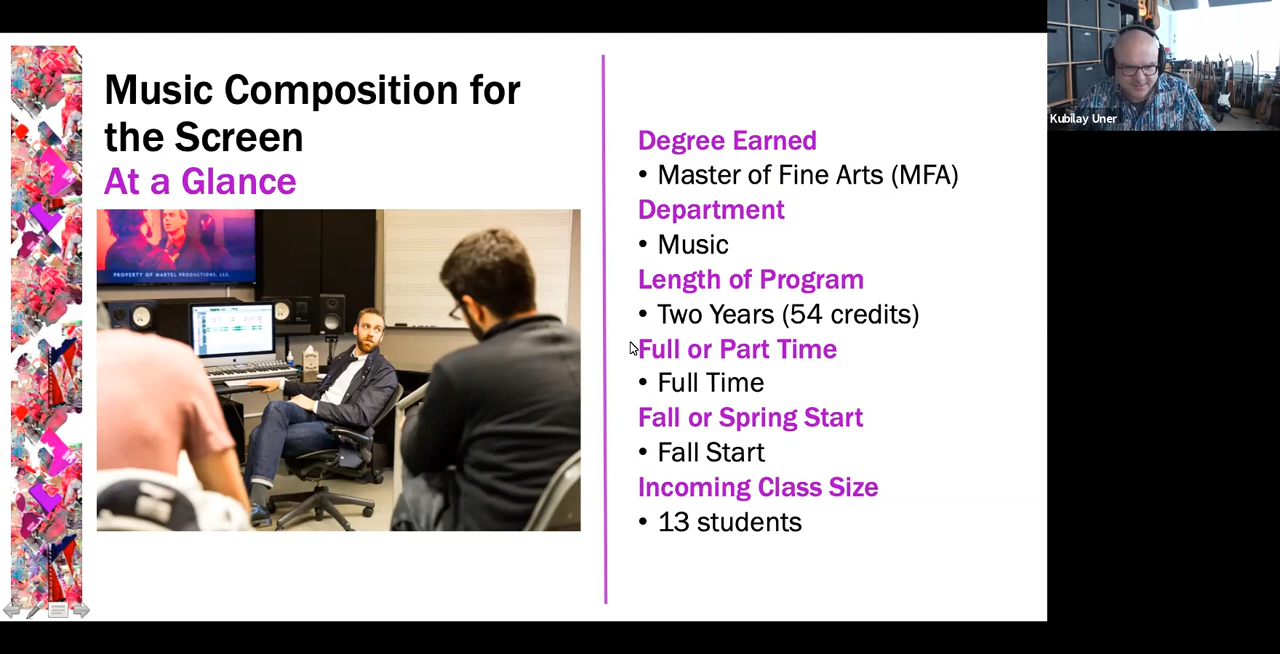 Music Composition for
the Screen
At a Glance
PROPERTY OF MARTEL PRODUCTIONS, LLC.
Degree Earned
• Master of Fine Arts (MFA)
Department
• Music
Length of Program
• Two Years (54 credits)
Full or Part Time
• Full Time
Fall or Spring Start
• Fall Start
Incoming Class Size
• 13 students
Kubilay Uner